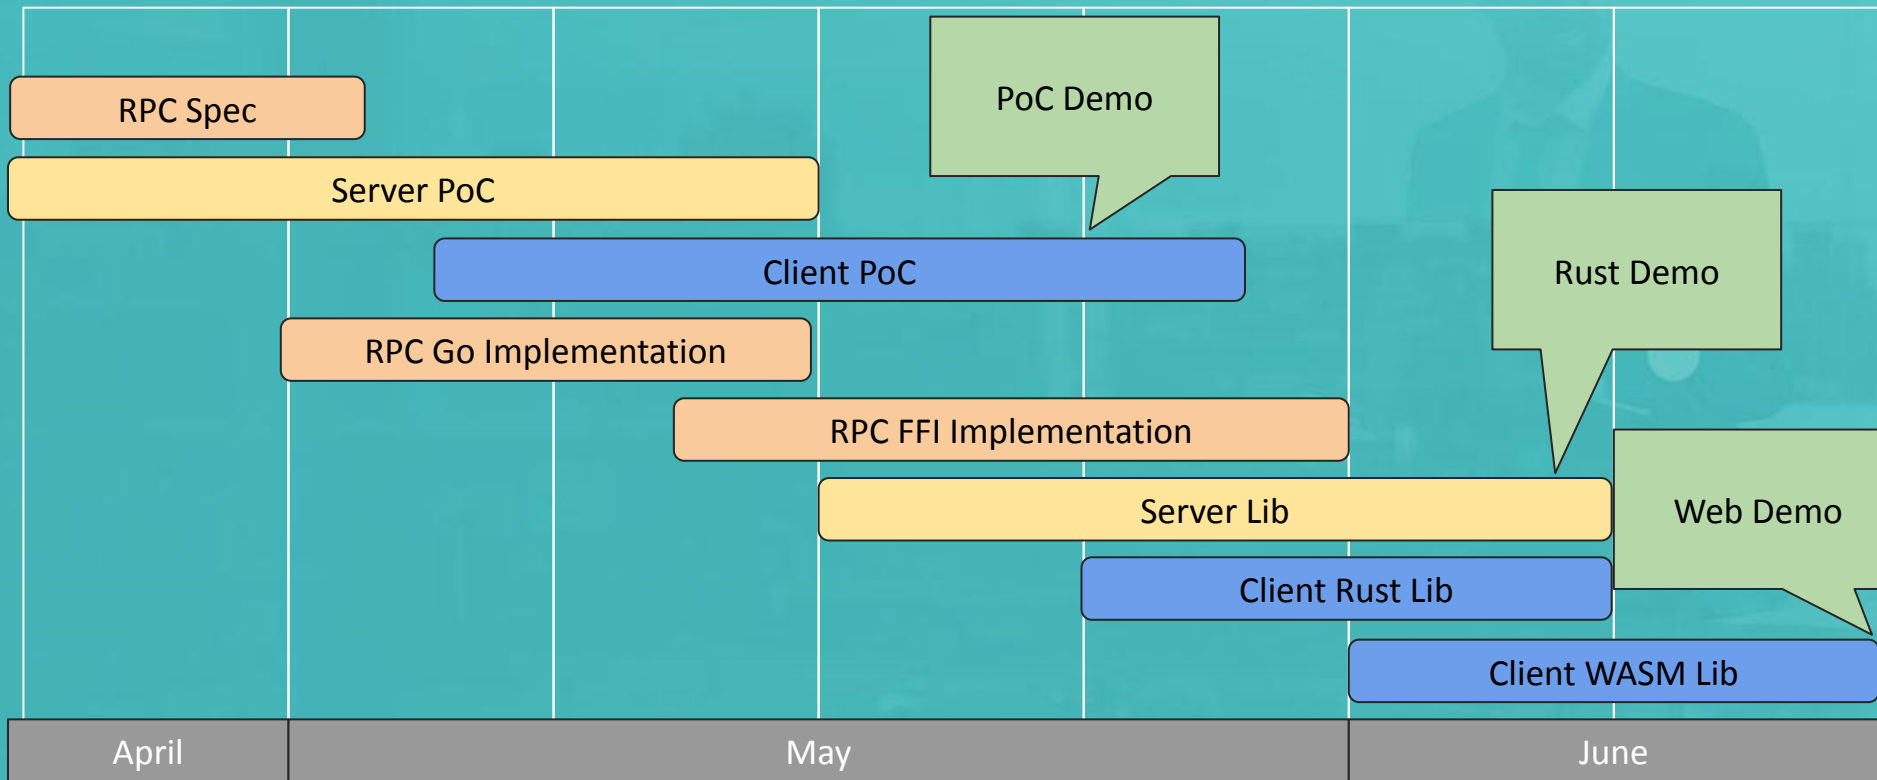 RPC Spec
PoC Demo
Server PoC
Client PoC
Rust Demo
RPC Go Implementation
RPC FFI Implementation
Server Lib
Web Demo
Client Rust Lib
Client WASM Lib
April
May
June